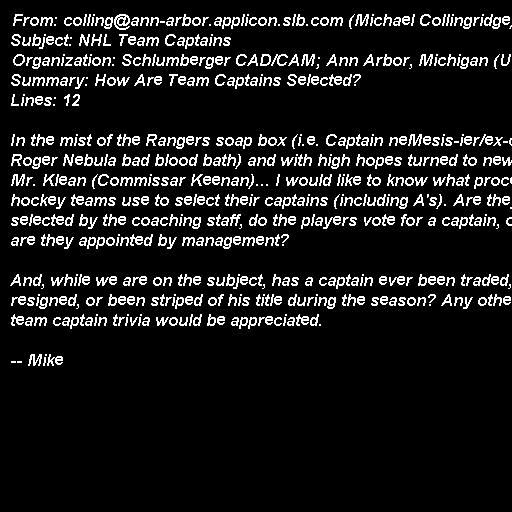 From: colling@ann-arbor.applicon.slb.com (Michael Collingridge
Subject: NHL Team Captains
Organization: Schlumberger CAD/CAM; Ann Arbor, Michigan (U
Summary: How Are Team Captains Selected?
Lines: 12

In the mist of the Rangers soap box (i.e. Captain neMesis-ier/ex-
Roger Nebula bad blood bath) and with high hopes turned to new
Mr. Klean (Commissar Keenan)... I would like to know what proc
hockey teams use to select their captains (including A's). Are the
selected by the coaching staff, do the players vote for a captain,
are they appointed by management?

And, while we are on the subject, has a captain ever been traded,
resigned, or been striped of his title during the season? Any othe
team captain trivia would be appreciated.

-- Mike